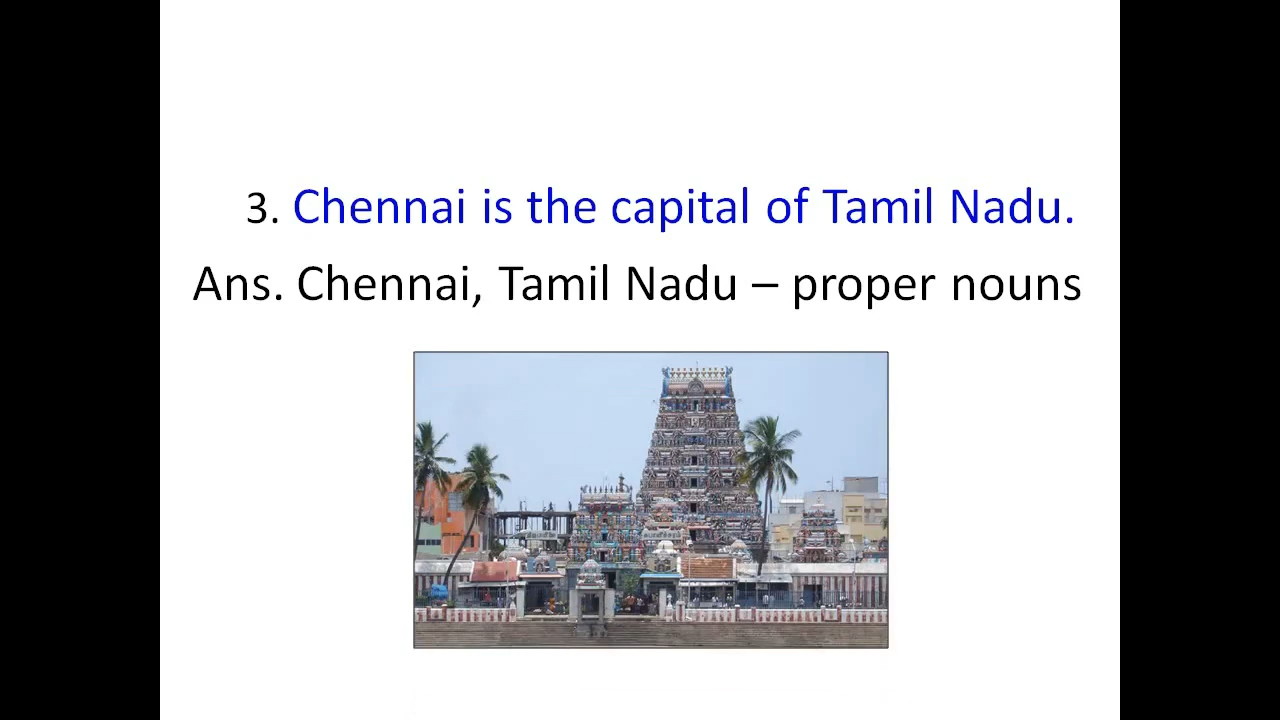 3. Chennai is the capital of Tamil Nadu.
Ans. Chennai, Tamil Nadu – proper nouns